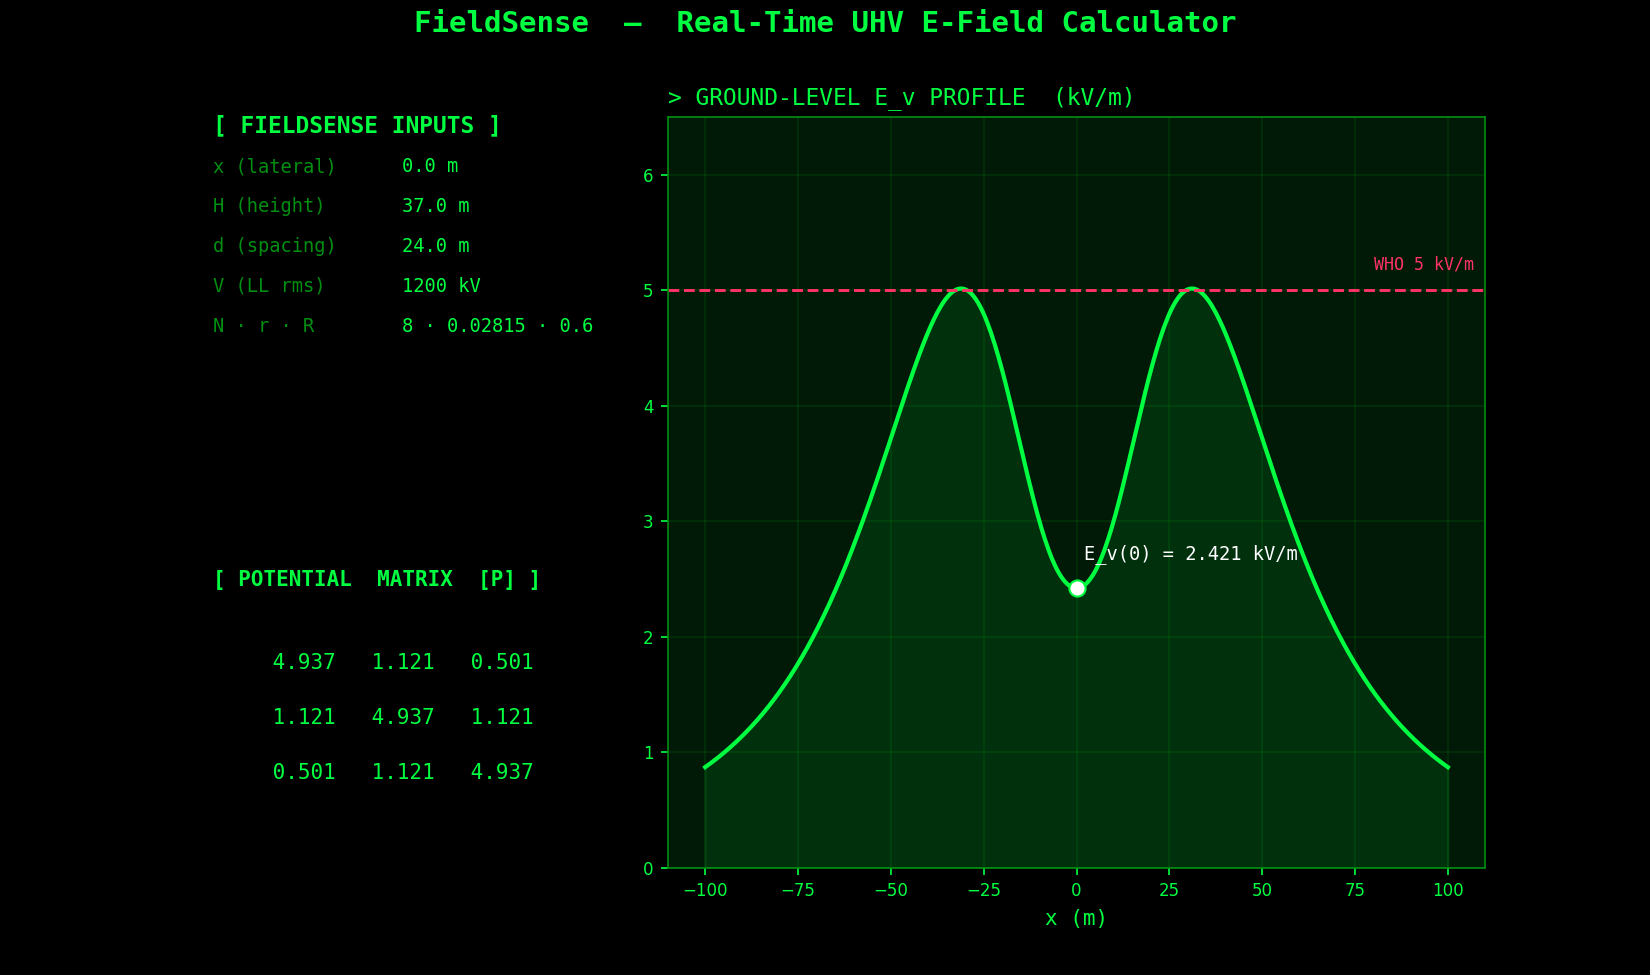 FieldSense — Real-Time UHV E-Field Calculator
[ FIELDSENSE INPUTS ]
x (lateral) 0.0 m
H (height) 37.0 m
d (spacing) 24.0 m
V (LL rms) 1200 kV
N · r · R 8 · 0.02815 · 0.6
[ POTENTIAL MATRIX [P] ]
4.937 1.121 0.501
1.121 4.937 1.121
0.501 1.121 4.937
> GROUND-LEVEL E_v PROFILE (kV/m)
6
WHO 5 kV/m
5
4
3
E_v(0) = 2.421 kV/m
2
1
0
−100 −75 −50 −25 0 25 50 75 100
x (m)